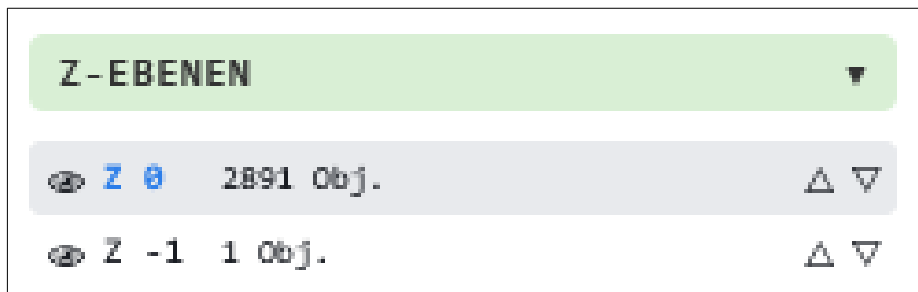 Z-EBENEN ▼
Z 0 2891 Obj. △ ▽
Z -1 1 Obj. △ ▽